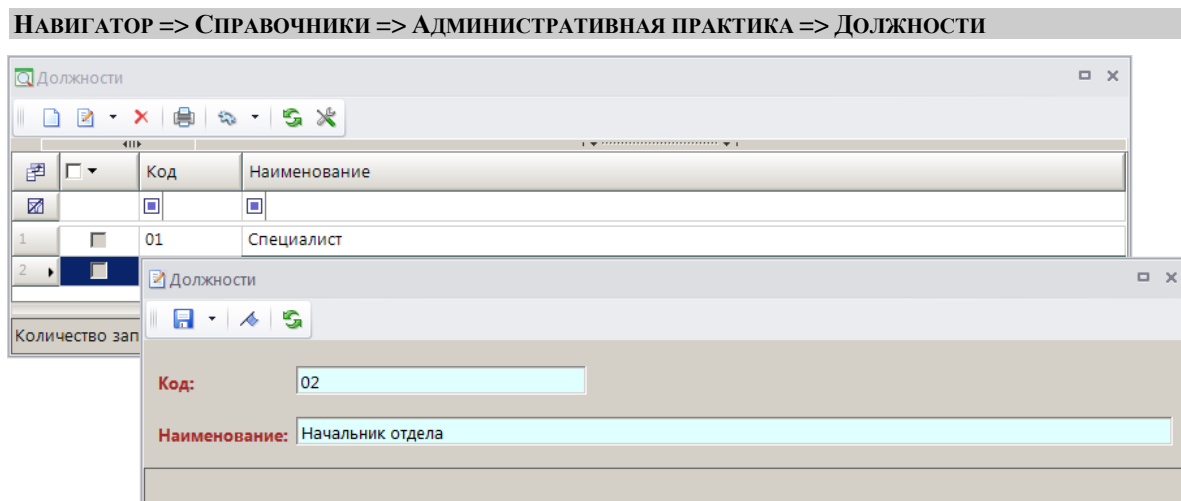 НАВИГАТОР => СПРАВОЧНИКИ => АДМИНИСТРАТИВНАЯ ПРАКТИКА => ДОЛЖНОСТИ
Должности
Код Наименование
1 01 Специалист
2
Должности
Количество зап
Код: 02
Наименование: Начальник отдела